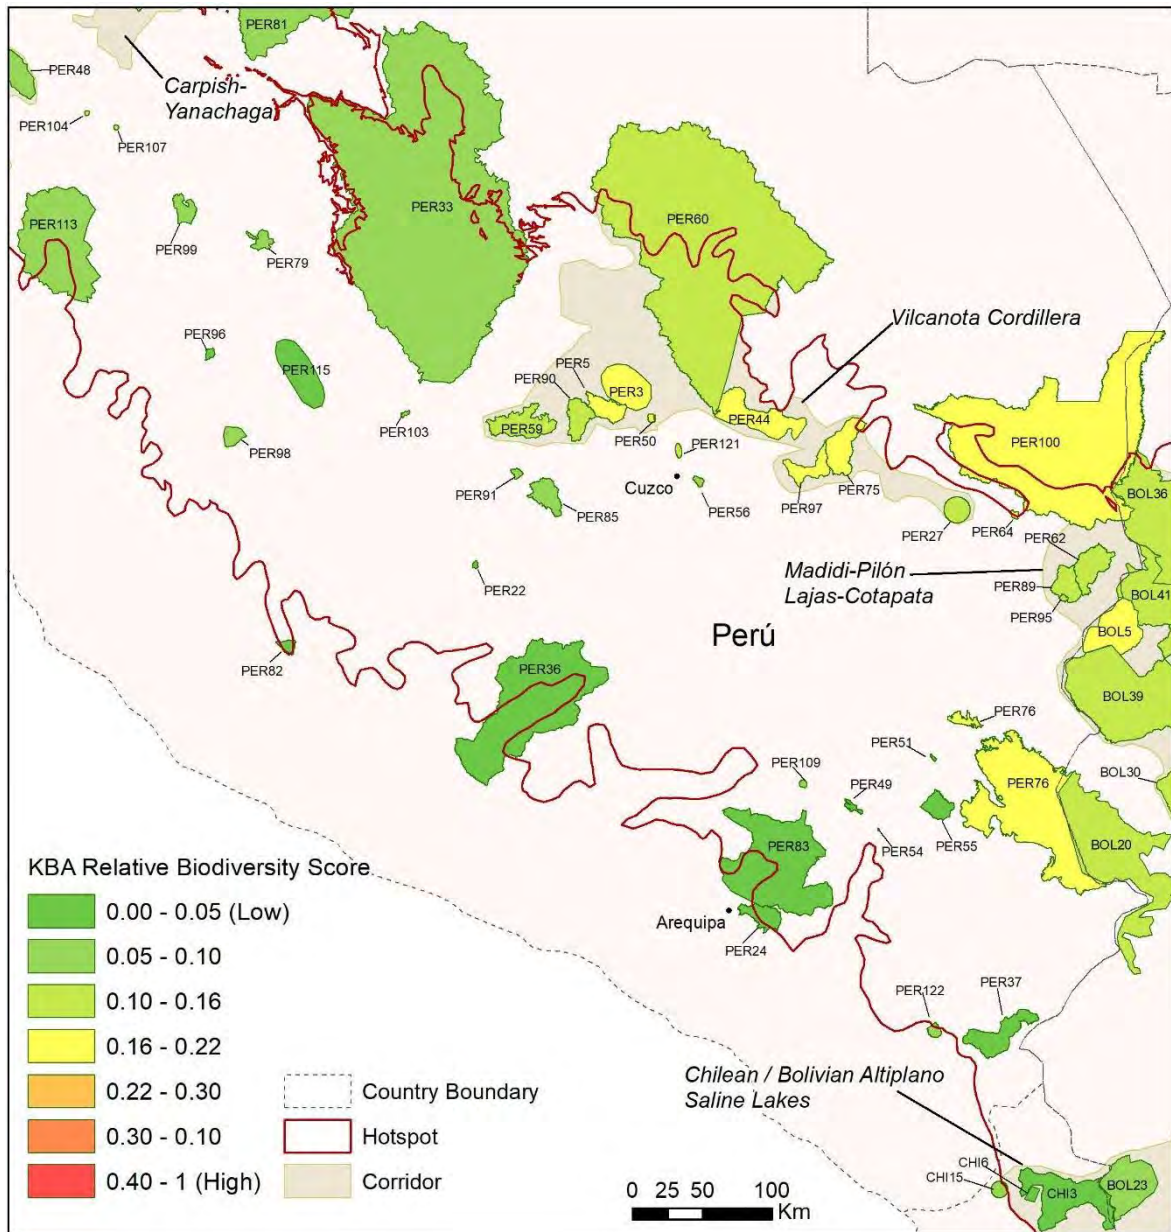 PER81
PER48
Carpish-
Yanachaga
PER104
PER107
PER33
PER60
PER113
PER99
PER79
Vilcanota Cordillera
PER96
PER115
PER5
PER90
PER3
PER103
PER59
PER50
PER44
PER98
PER121
PER100
Cuzco
PER91
PER85
PER56
PER97
PER75
BOL36
PER27
PER64
PER62
Madidi-Pilón
Lajas-Cotapata
PER22
PER89
PER95
BOL41
Perú
BOL5
PER82
PER36
BOL39
PER76
PER51
PER109
PER49
PER76
BOL30
PER83
PER54
PER55
BOL20
Arequipa
PER24
PER122
PER37
Chilean / Bolivian Altiplano
Saline Lakes
CHI6
CHI15
CHI3
BOL23
KBA Relative Biodiversity Score
0.00 - 0.05 (Low)
0.05 - 0.10
0.10 - 0.16
0.16 - 0.22
0.22 - 0.30
0.30 - 0.10
0.40 - 1 (High)
Country Boundary
Hotspot
Corridor
0 25 50 100
Km